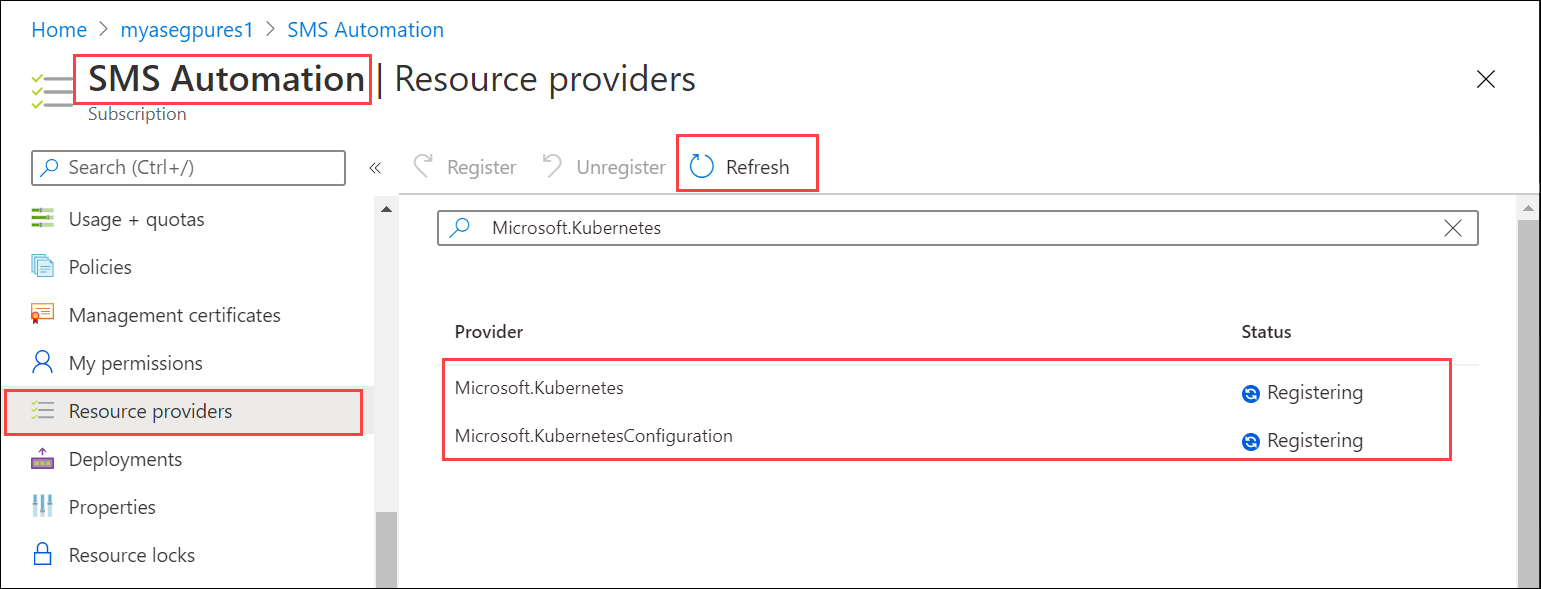 Home > myasegpures1 > SMS Automation
SMS Automation | Resource providers
Subscription
Search (Ctrl+/)
«
Register
Unregister
Refresh
Usage + quotas
Policies
Management certificates
My permissions
Resource providers
Deployments
Properties
Resource locks
Microsoft.Kubernetes
Provider Status
Microsoft.Kubernetes Registering
Microsoft.KubernetesConfiguration Registering